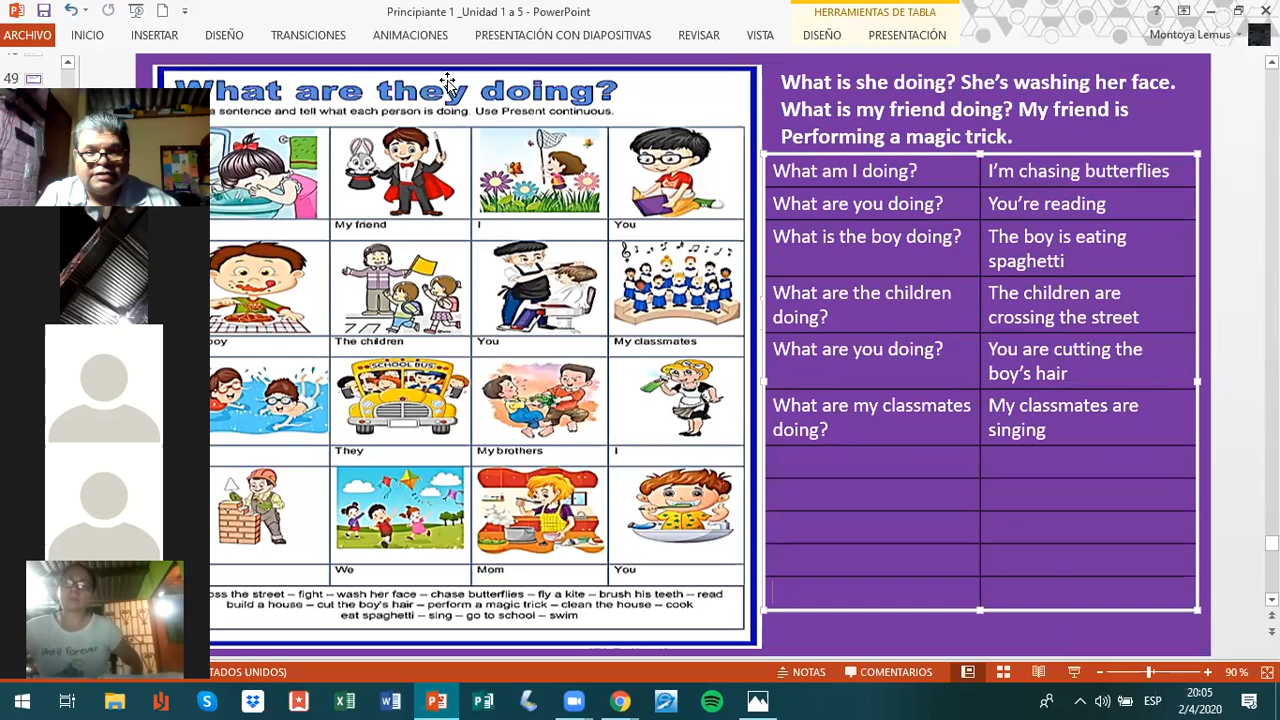 Principiante 1 _Unidad 1 a 5 - PowerPoint
HERRAMIENTAS DE TABLA
ARCHIVO INICIO INSERTAR DISEÑO TRANSICIONES ANIMACIONES PRESENTACIÓN CON DIAPOSITIVAS REVISAR VISTA DISEÑO PRESENTACIÓN Montoya Lemus
49
What are they doing?
a sentence and tell what each person is doing. Use Present continuous.
My friend I You
oy The children You My classmates
SCHOOL BUS
They My brothers I
We Mom You
oss the street – fight – wash her face – chase butterflies – fly a kite – brush his teeth – read
build a house – cut the boy's hair – perform a magic trick – clean the house – cook
eat spaghetti – sing – go to school – swim
What is she doing? She's washing her face.
What is my friend doing? My friend is
Performing a magic trick.
What am I doing? I'm chasing butterflies
What are you doing? You're reading
What is the boy doing? The boy is eating
spaghetti
What are the children The children are
doing? crossing the street
What are you doing? You are cutting the
boy's hair
What are my classmates My classmates are
doing? singing
Until Forever
TADOS UNIDOS) NOTAS COMENTARIOS 90 %
ESP 20:05
2/4/2020